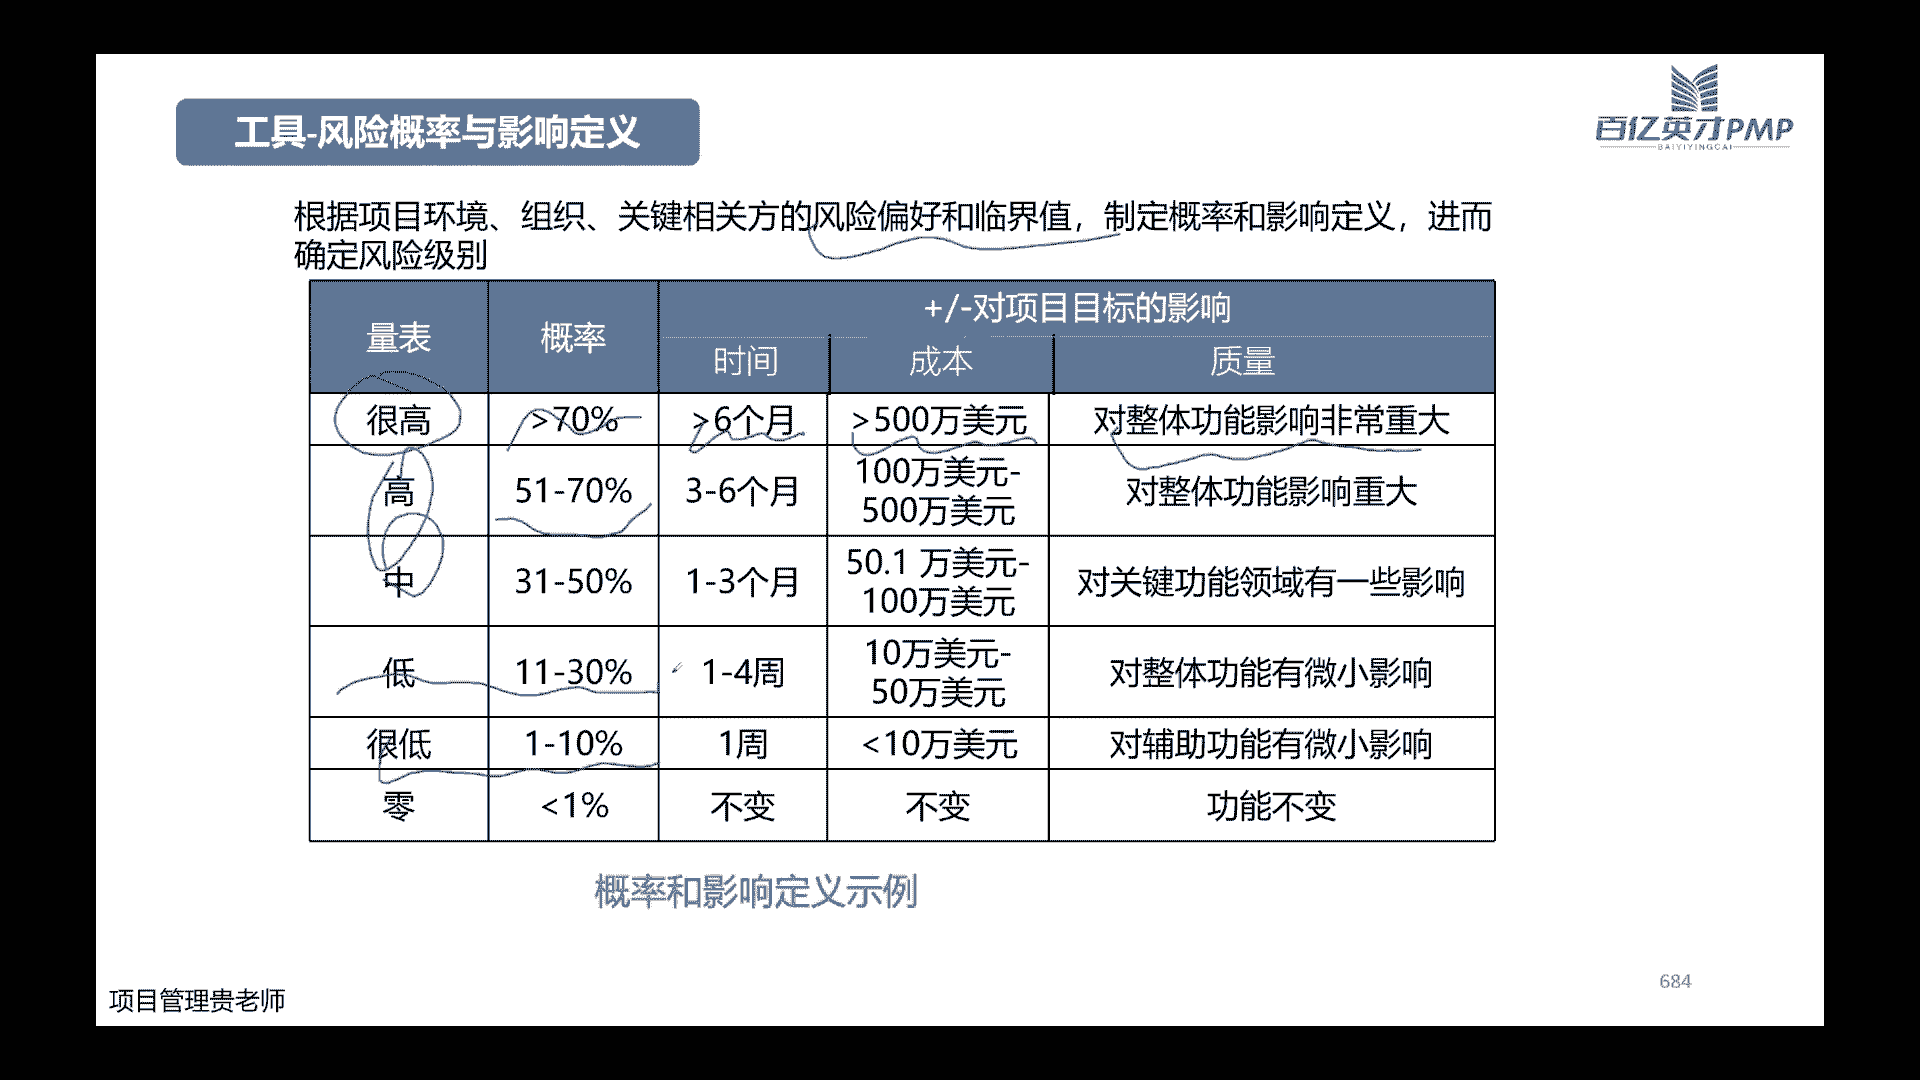 工具-风险概率与影响定义
百亿英才PMP
BAIYIYINGCAI
根据项目环境、组织、关键相关方的风险偏好和临界值，制定概率和影响定义，进而
确定风险级别
量表 概率 +/-对项目目标的影响
时间 成本 质量
很高 >70% >6个月 >500万美元 对整体功能影响非常重大
高 51-70% 3-6个月 100万美元- 对整体功能影响重大
500万美元
中 31-50% 1-3个月 50.1 万美元- 对关键功能领域有一些影响
100万美元
低 11-30% 1-4周 10万美元- 对整体功能有微小影响
50万美元
很低 1-10% 1周 <10万美元 对辅助功能有微小影响
零 <1% 不变 不变 功能不变
概率和影响定义示例
684
项目管理贵老师